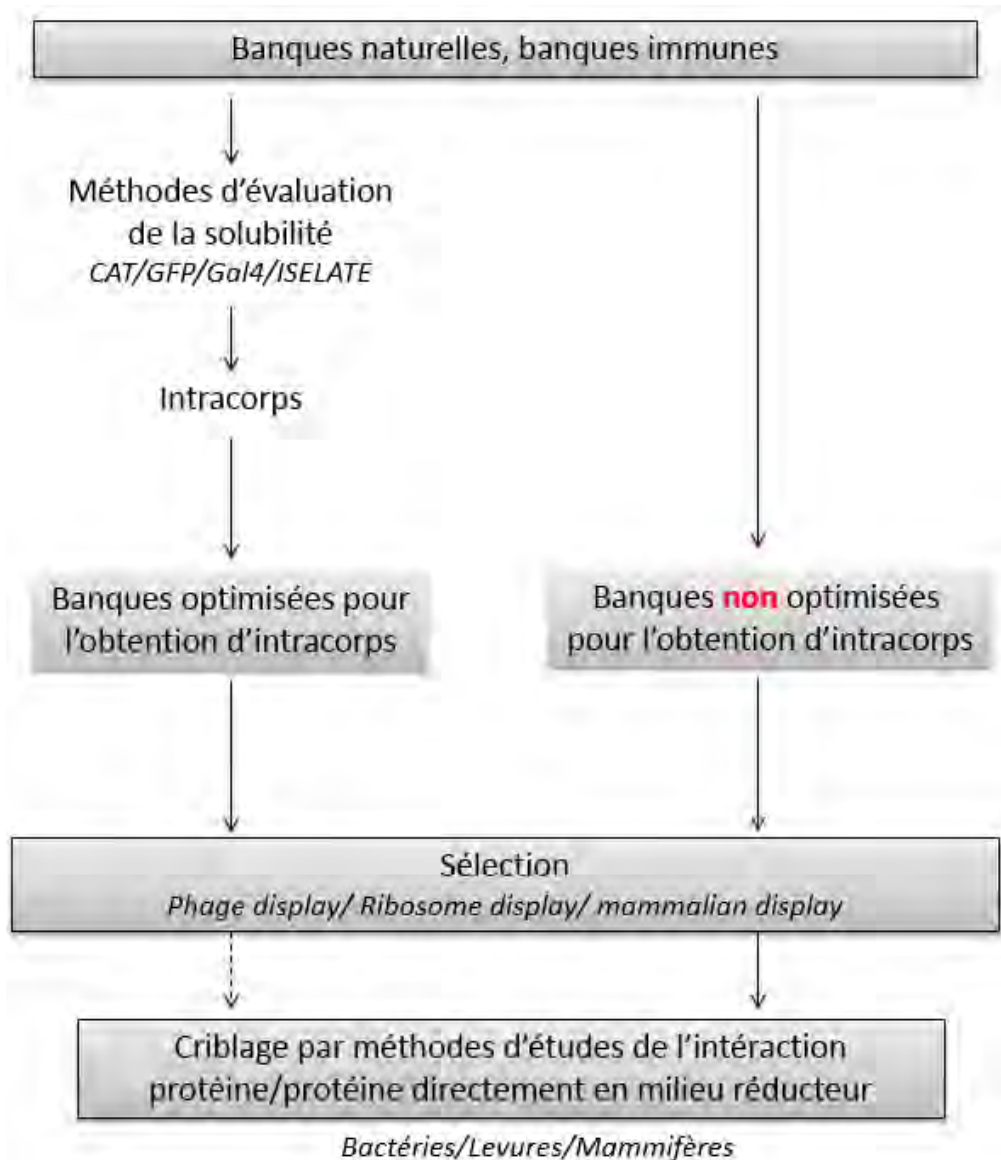 Banques naturelles, banques immunes
Méthodes d'évaluation
de la solubilité
CAT/GFP/Gal4/ISELATE
Intracorps
Banques optimisées pour
l'obtention d'intracorps
Banques non optimisées
pour l'obtention d'intracorps
Sélection
Phage display/ Ribosome display/ mammalian display
Criblage par méthodes d'études de l'intéraction
protéine/protéine directement en milieu réducteur
Bactéries/Levures/Mammifères